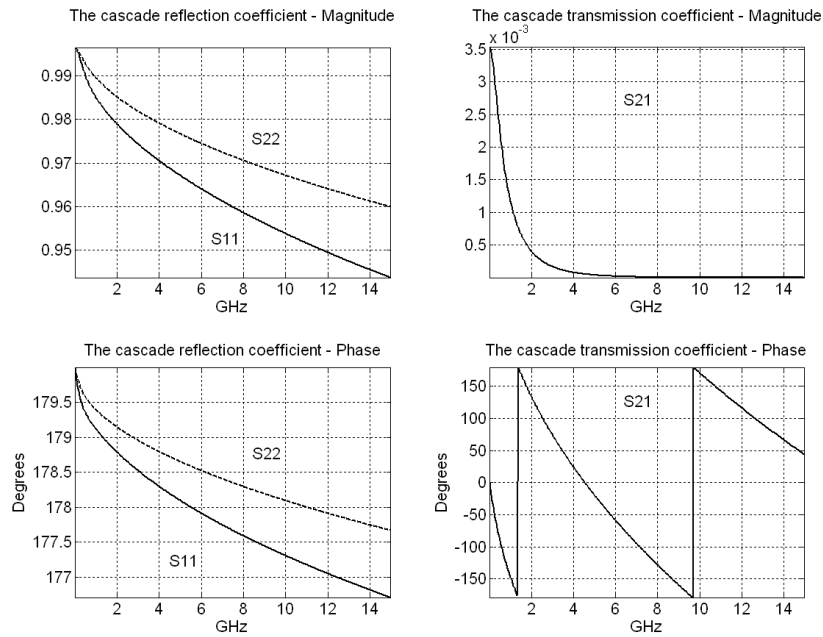 The cascade reflection coefficient - Magnitude
0.99
0.98
0.97
0.96
0.95
S22
S11
2 4 6 8 10 12 14
GHz
The cascade transmission coefficient - Magnitude
x 10^-3
3.5
3
2.5
2
1.5
1
0.5
S21
2 4 6 8 10 12 14
GHz
The cascade reflection coefficient - Phase
Degrees
179.5
179
178.5
178
177.5
177
S22
S11
2 4 6 8 10 12 14
GHz
The cascade transmission coefficient - Phase
Degrees
150
100
50
0
-50
-100
-150
S21
2 4 6 8 10 12 14
GHz